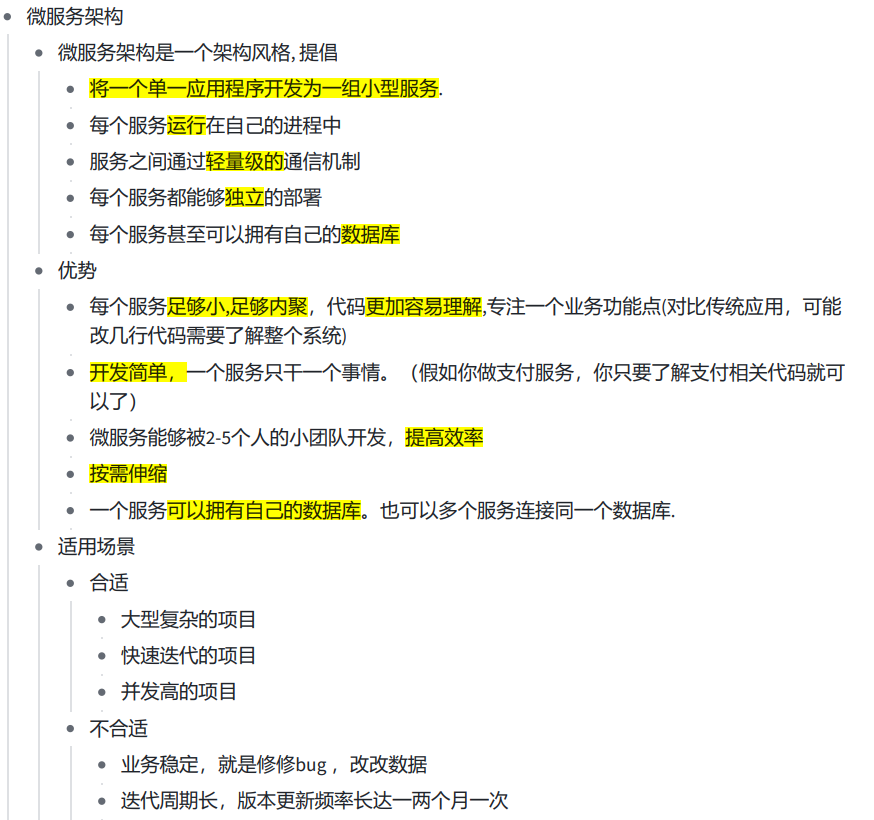 微服务架构
微服务架构是一个架构风格, 提倡
将一个单一应用程序开发为一组小型服务.
每个服务运行在自己的进程中
服务之间通过轻量级的通信机制
每个服务都能够独立的部署
每个服务甚至可以拥有自己的数据库
优势
每个服务足够小,足够内聚，代码更加容易理解,专注一个业务功能点(对比传统应用，可能
改几行代码需要了解整个系统)
开发简单，一个服务只干一个事情。（假如你做支付服务，你只要了解支付相关代码就可
以了）
微服务能够被2-5个人的小团队开发，提高效率
按需伸缩
一个服务可以拥有自己的数据库。也可以多个服务连接同一个数据库.
适用场景
合适
大型复杂的项目
快速迭代的项目
并发高的项目
不合适
业务稳定，就是修修bug ，改改数据
迭代周期长，版本更新频率长达一两个月一次